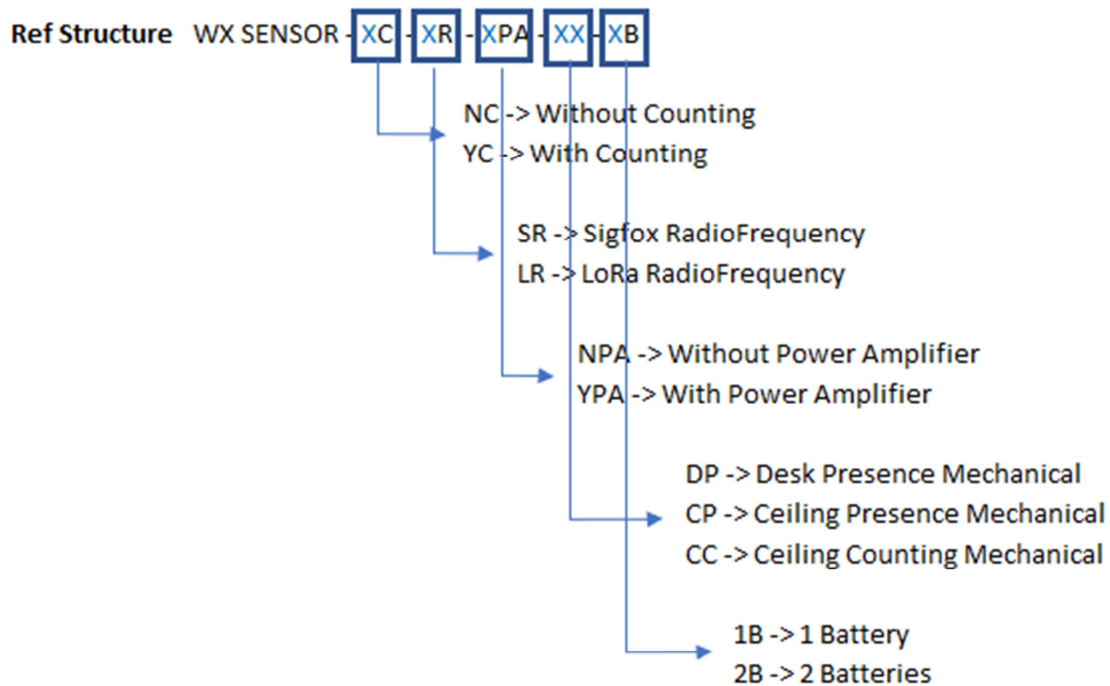 Ref Structure WX SENSOR - XC - XR - XPA - XX - XB
NC -> Without Counting
YC -> With Counting
SR -> Sigfox RadioFrequency
LR -> LoRa RadioFrequency
NPA -> Without Power Amplifier
YPA -> With Power Amplifier
DP -> Desk Presence Mechanical
CP -> Ceiling Presence Mechanical
CC -> Ceiling Counting Mechanical
1B -> 1 Battery
2B -> 2 Batteries